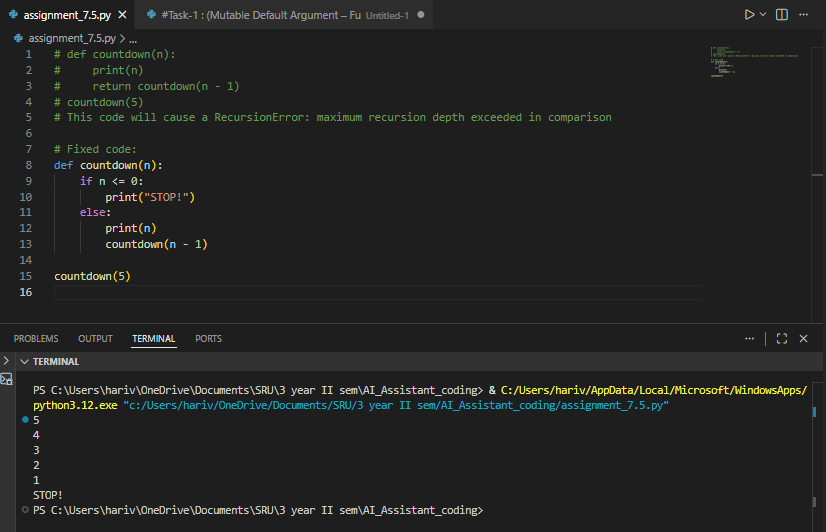 assignment_7.5.py
#Task-1 : (Mutable Default Argument – Fu Untitled-1
assignment_7.5.py > ...
1 # def countdown(n):
2 #     print(n)
3 #     return countdown(n - 1)
4 # countdown(5)
5 # This code will cause a RecursionError: maximum recursion depth exceeded in comparison
6
7 # Fixed code:
8 def countdown(n):
9     if n <= 0:
10         print("STOP!")
11     else:
12         print(n)
13         countdown(n - 1)
14
15 countdown(5)
16
PROBLEMS OUTPUT TERMINAL PORTS
TERMINAL
PS C:\Users\hariv\OneDrive\Documents\SRU\3 year II sem\AI_Assistant_coding> & C:/Users/hariv/AppData/Local/Microsoft/WindowsApps/
python3.12.exe "c:/Users/hariv/OneDrive/Documents/SRU/3 year II sem/AI_Assistant_coding/assignment_7.5.py"
5
4
3
2
1
STOP!
PS C:\Users\hariv\OneDrive\Documents\SRU\3 year II sem\AI_Assistant_coding>